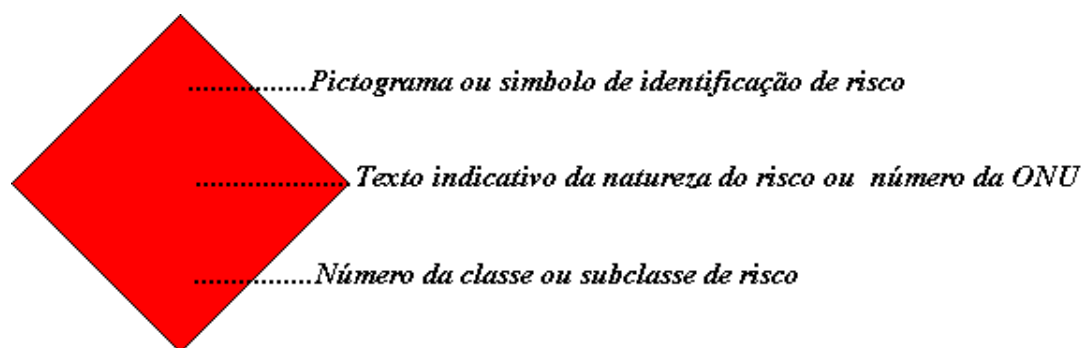 ................Pictograma ou simbolo de identificação de risco
.....................Texto indicativo da natureza do risco ou número da ONU
................Número da classe ou subclasse de risco